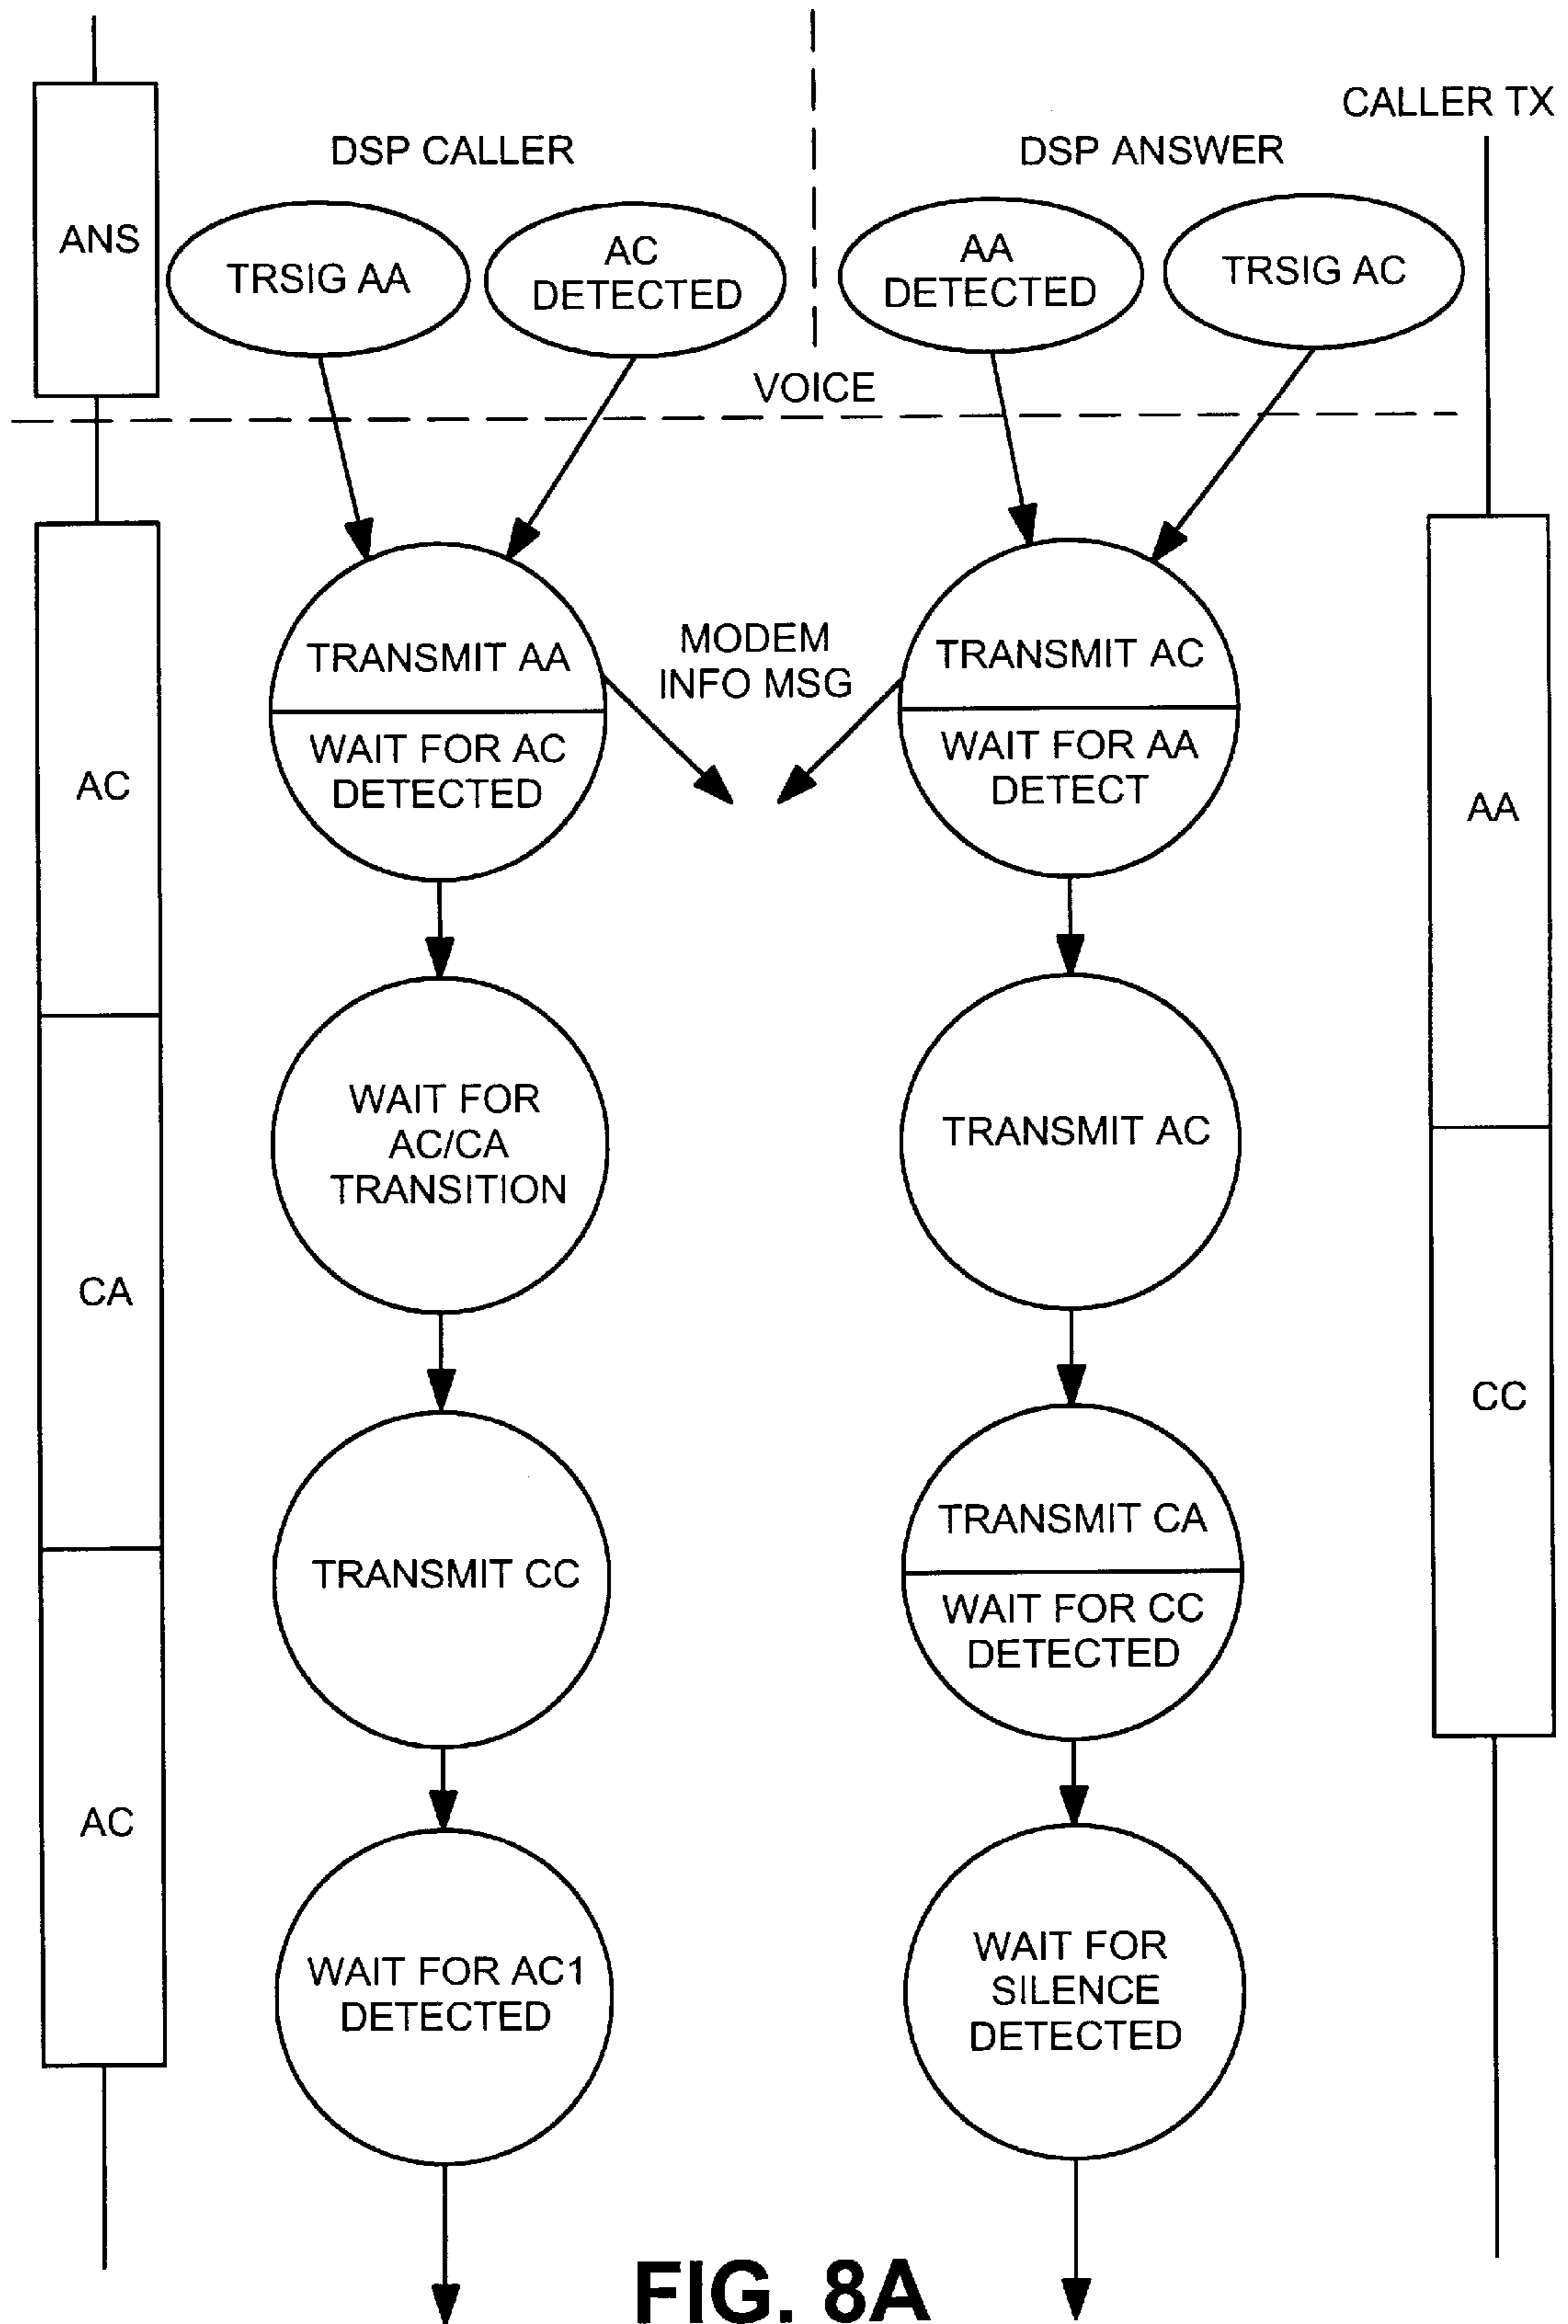 CALLER TX
DSP CALLER
DSP ANSWER
ANS
TRSIG AA
AC
DETECTED
AA
DETECTED
TRSIG AC
VOICE
TRANSMIT AA
WAIT FOR AC
DETECTED
MODEM
INFO MSG
TRANSMIT AC
WAIT FOR AA
DETECT
AC
AA
WAIT FOR
AC/CA
TRANSITION
TRANSMIT AC
CA
CC
TRANSMIT CC
TRANSMIT CA
WAIT FOR CC
DETECTED
AC
WAIT FOR AC1
DETECTED
WAIT FOR
SILENCE
DETECTED
FIG. 8A